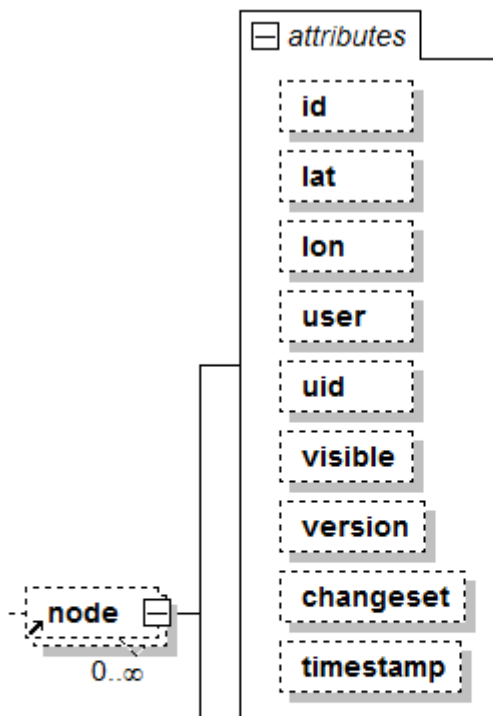 attributes
id
lat
lon
user
uid
visible
version
changeset
node
0..∞
timestamp